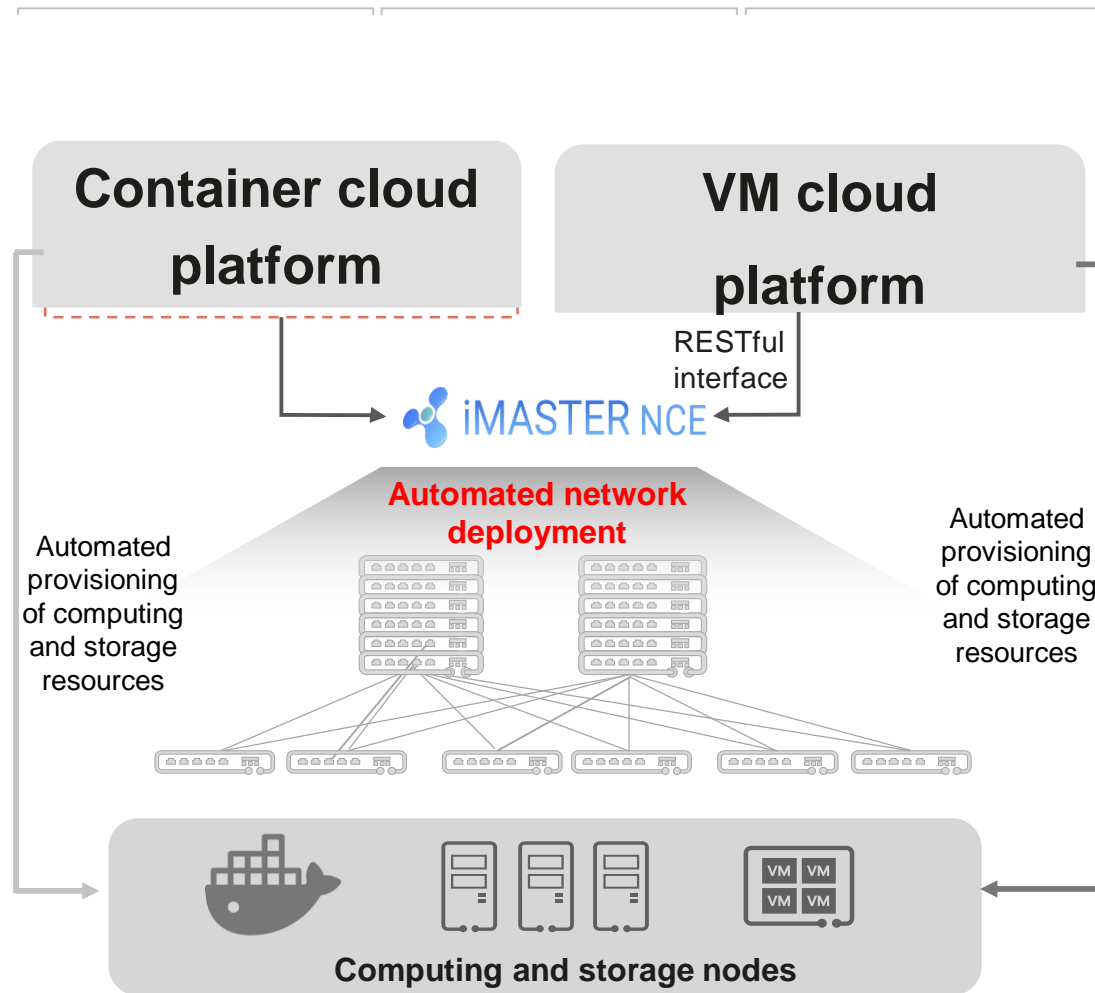 Container cloud
platform
VM cloud
platform
RESTful
interface
iMASTER NCE
Automated network
deployment
Automated
provisioning
of computing
and storage
resources
Automated
provisioning
of computing
and storage
resources
VM VM
VM VM
Computing and storage nodes